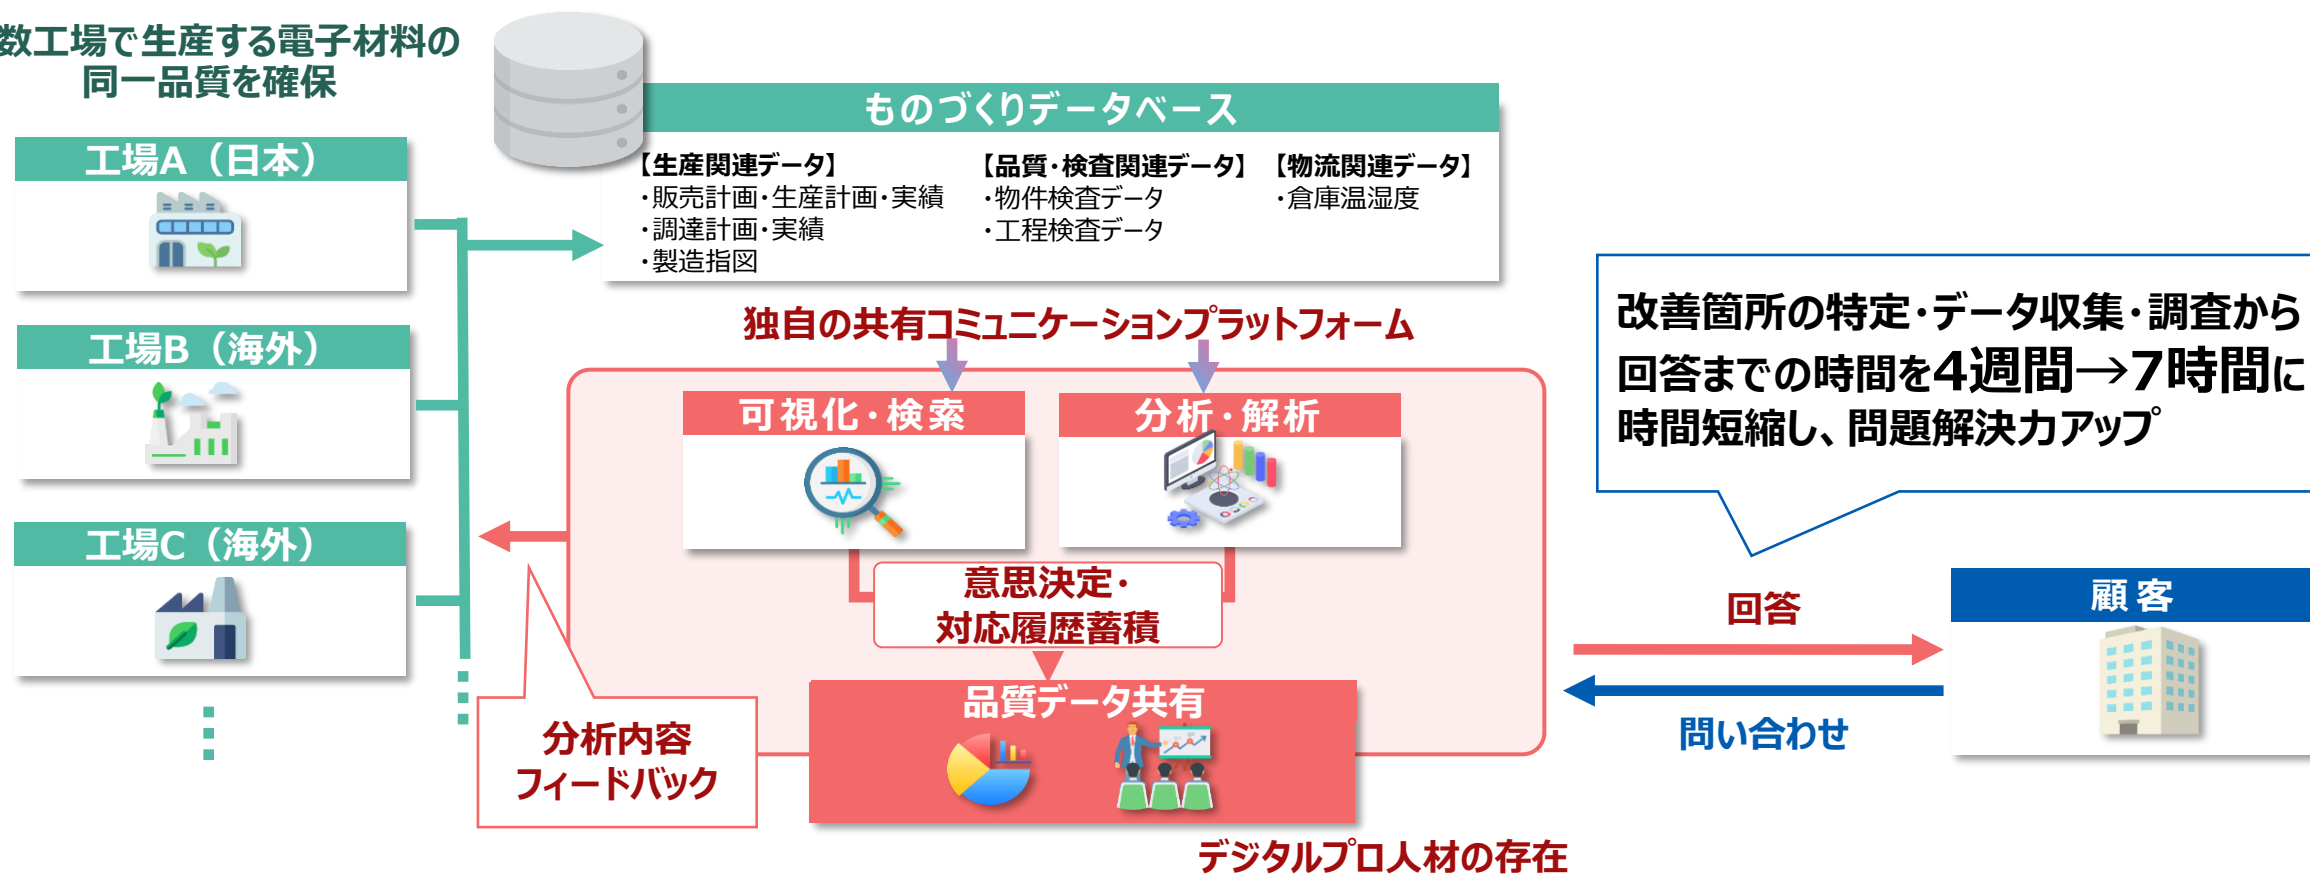 数工場で生産する電子材料の
同一品質を確保
工場A（日本）
工場B（海外）
工場C（海外）
ものづくりデータベース
【生産関連データ】
・販売計画・生産計画・実績
・調達計画・実績
・製造指図
【品質・検査関連データ】
・物件検査データ
・工程検査データ
【物流関連データ】
・倉庫温湿度
独自の共有コミュニケーションプラットフォーム
可視化・検索
分析・解析
意思決定・
対応履歴蓄積
品質データ共有
分析内容
フィードバック
デジタルプロ人材の存在
改善箇所の特定・データ収集・調査から
回答までの時間を4週間→7時間に
時間短縮し、問題解決力アップ
回答
問い合わせ
顧客